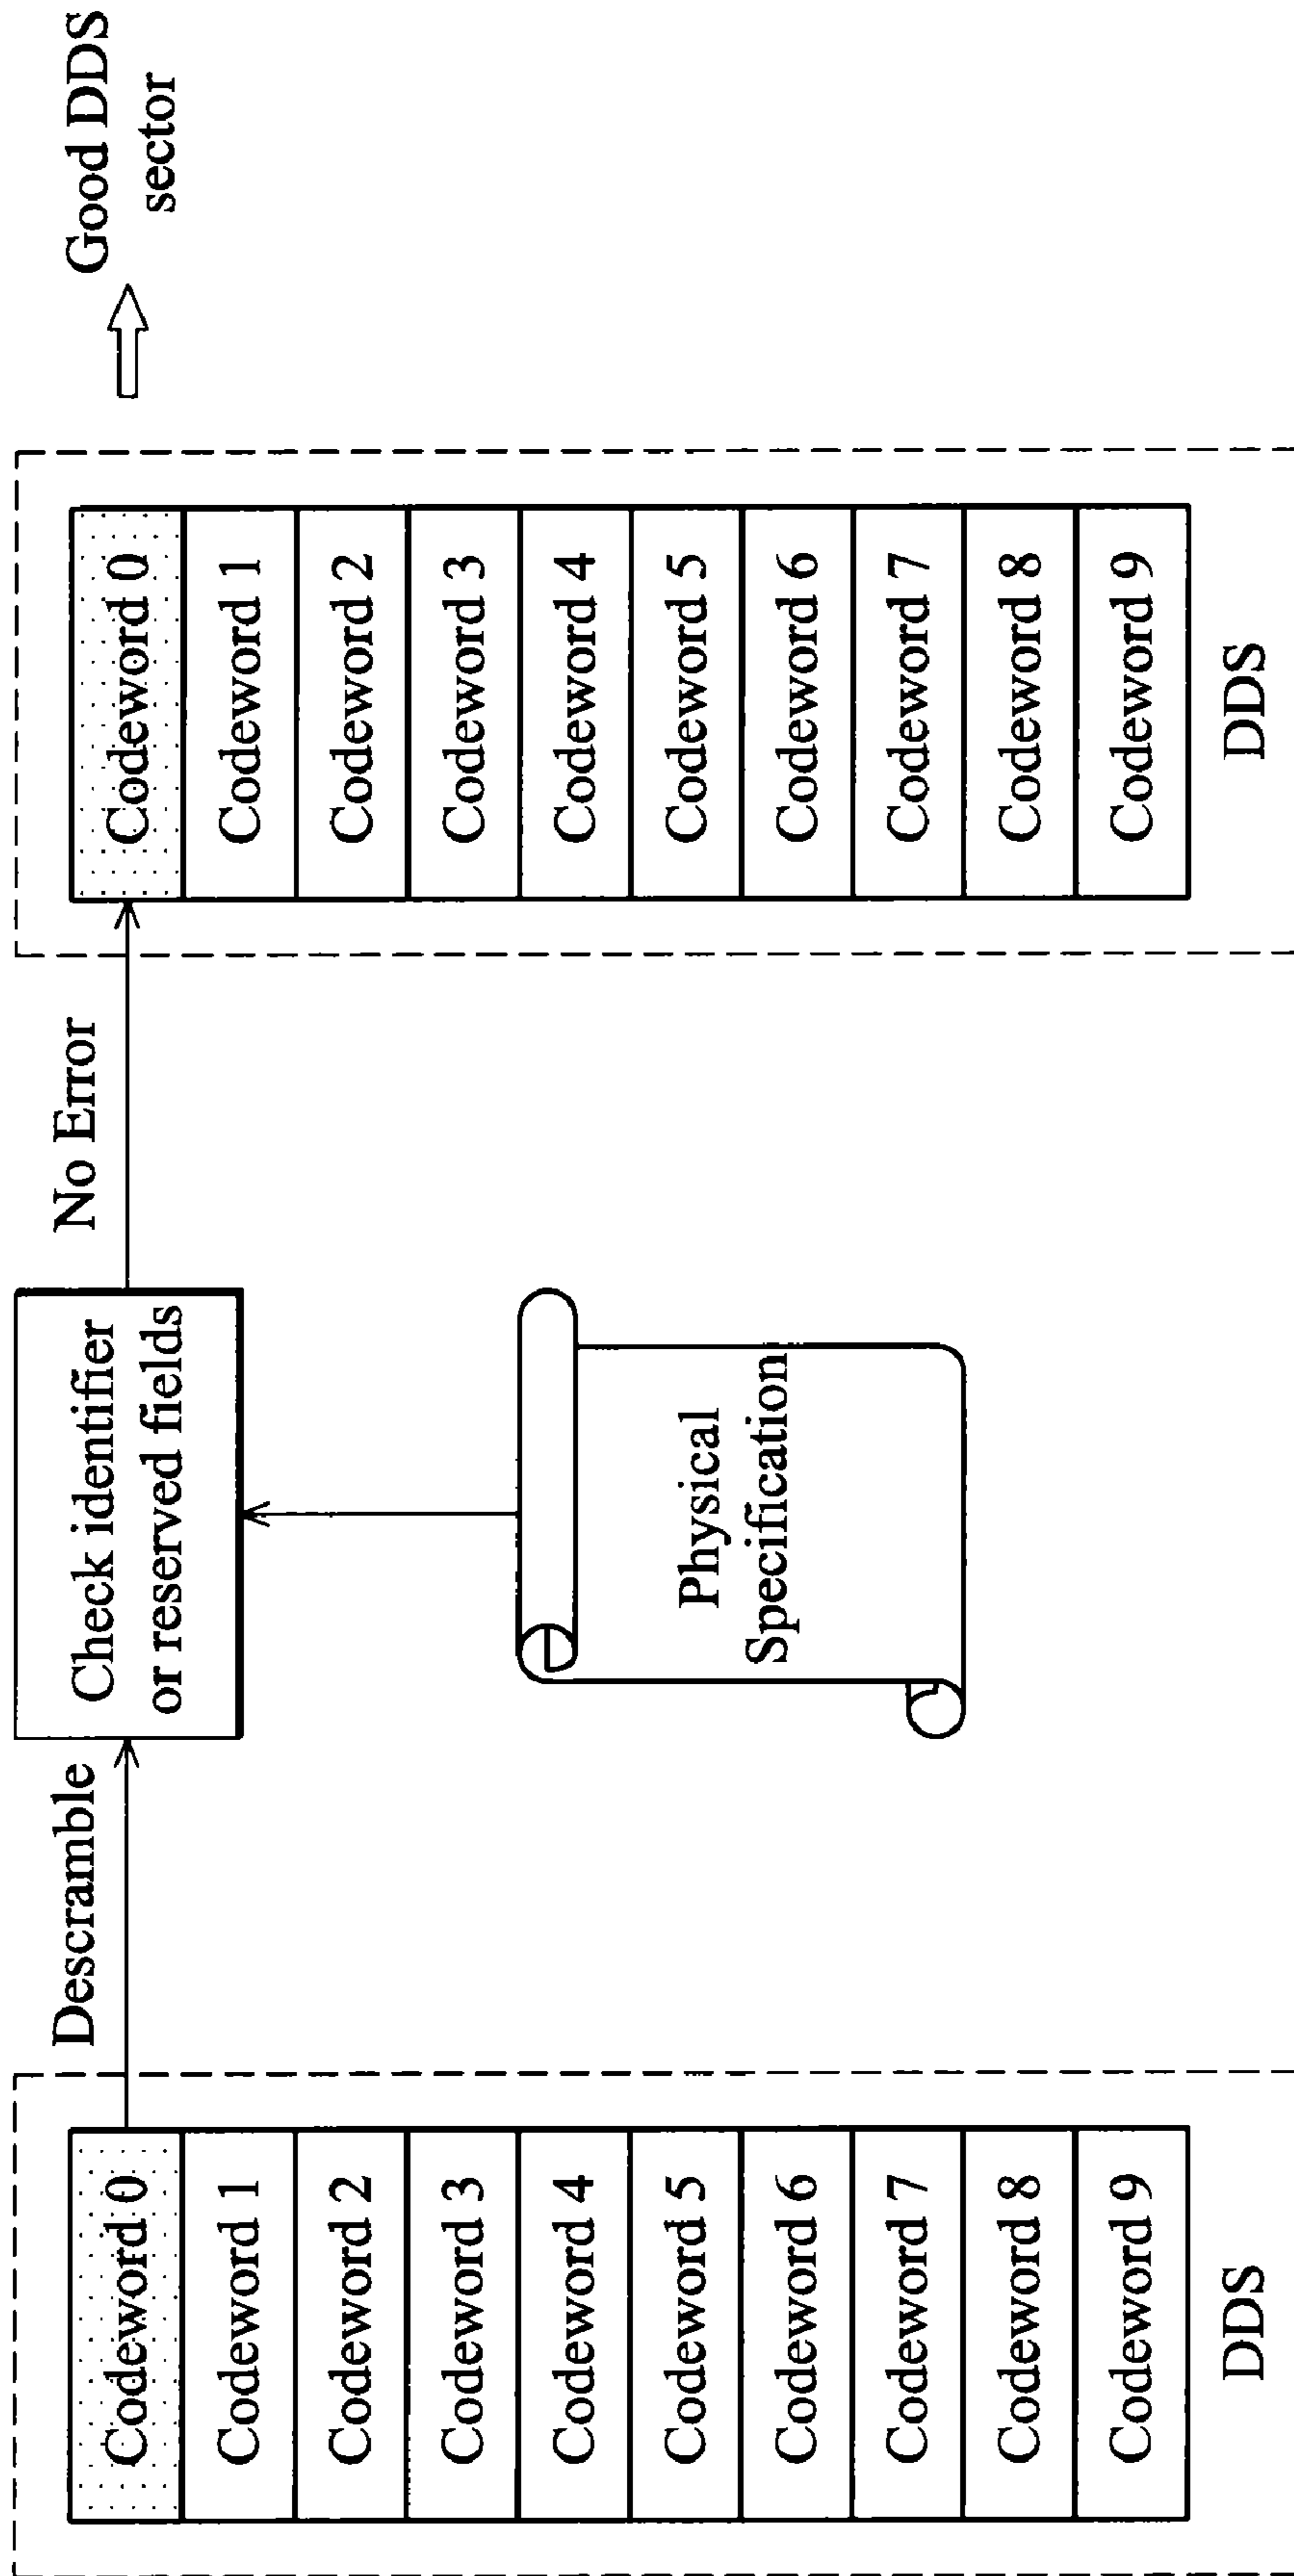 Codeword 0
Codeword 1
Codeword 2
Codeword 3
Codeword 4
Codeword 5
Codeword 6
Codeword 7
Codeword 8
Codeword 9
DDS
Descramble
Check identifier
or reserved fields
Physical
Specification
No Error
Codeword 0
Codeword 1
Codeword 2
Codeword 3
Codeword 4
Codeword 5
Codeword 6
Codeword 7
Codeword 8
Codeword 9
DDS
Good DDS
sector